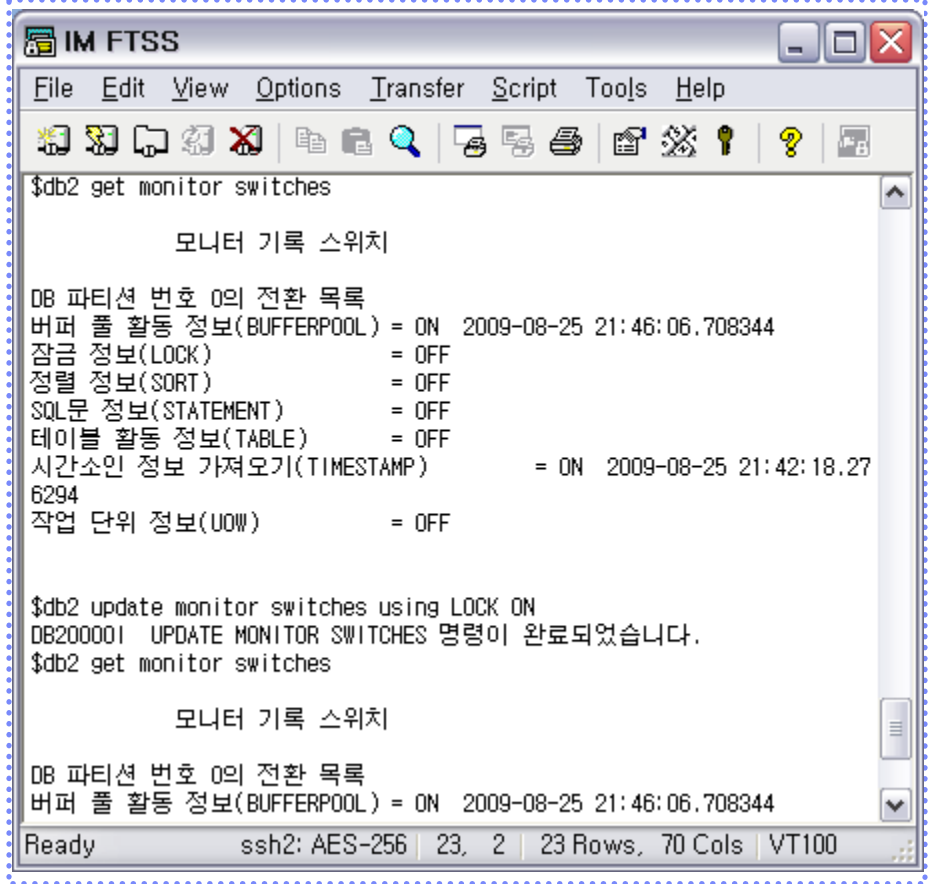 IM FTSS
File Edit View Options Transfer Script Tools Help
$db2 get monitor switches
모니터 기록 스위치
DB 파티션 번호 0의 전환 목록
버퍼 풀 활동 정보(BUFFERPOOL) = ON 2009-08-25 21:46:06.708344
잠금 정보(LOCK) = OFF
정렬 정보(SORT) = OFF
SQL문 정보(STATEMENT) = OFF
테이블 활동 정보(TABLE) = OFF
시간소인 정보 가져오기(TIMESTAMP) = ON 2009-08-25 21:42:18.27
6294
작업 단위 정보(UOW) = OFF
$db2 update monitor switches using LOCK ON
DB20000I UPDATE MONITOR SWITCHES 명령이 완료되었습니다.
$db2 get monitor switches
모니터 기록 스위치
DB 파티션 번호 0의 전환 목록
버퍼 풀 활동 정보(BUFFERPOOL) = ON 2009-08-25 21:46:06.708344
Ready ssh2: AES-256 23, 2 23 Rows, 70 Cols VT100